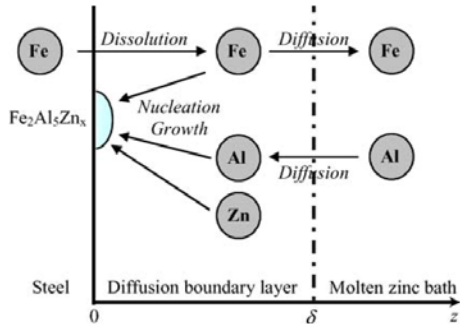 Fe Dissolution Fe Diffusion Fe
Fe₂Al₅Znₓ
Nucleation
Growth
Al Diffusion Al
Zn
Steel Diffusion boundary layer Molten zinc bath
0 δ z